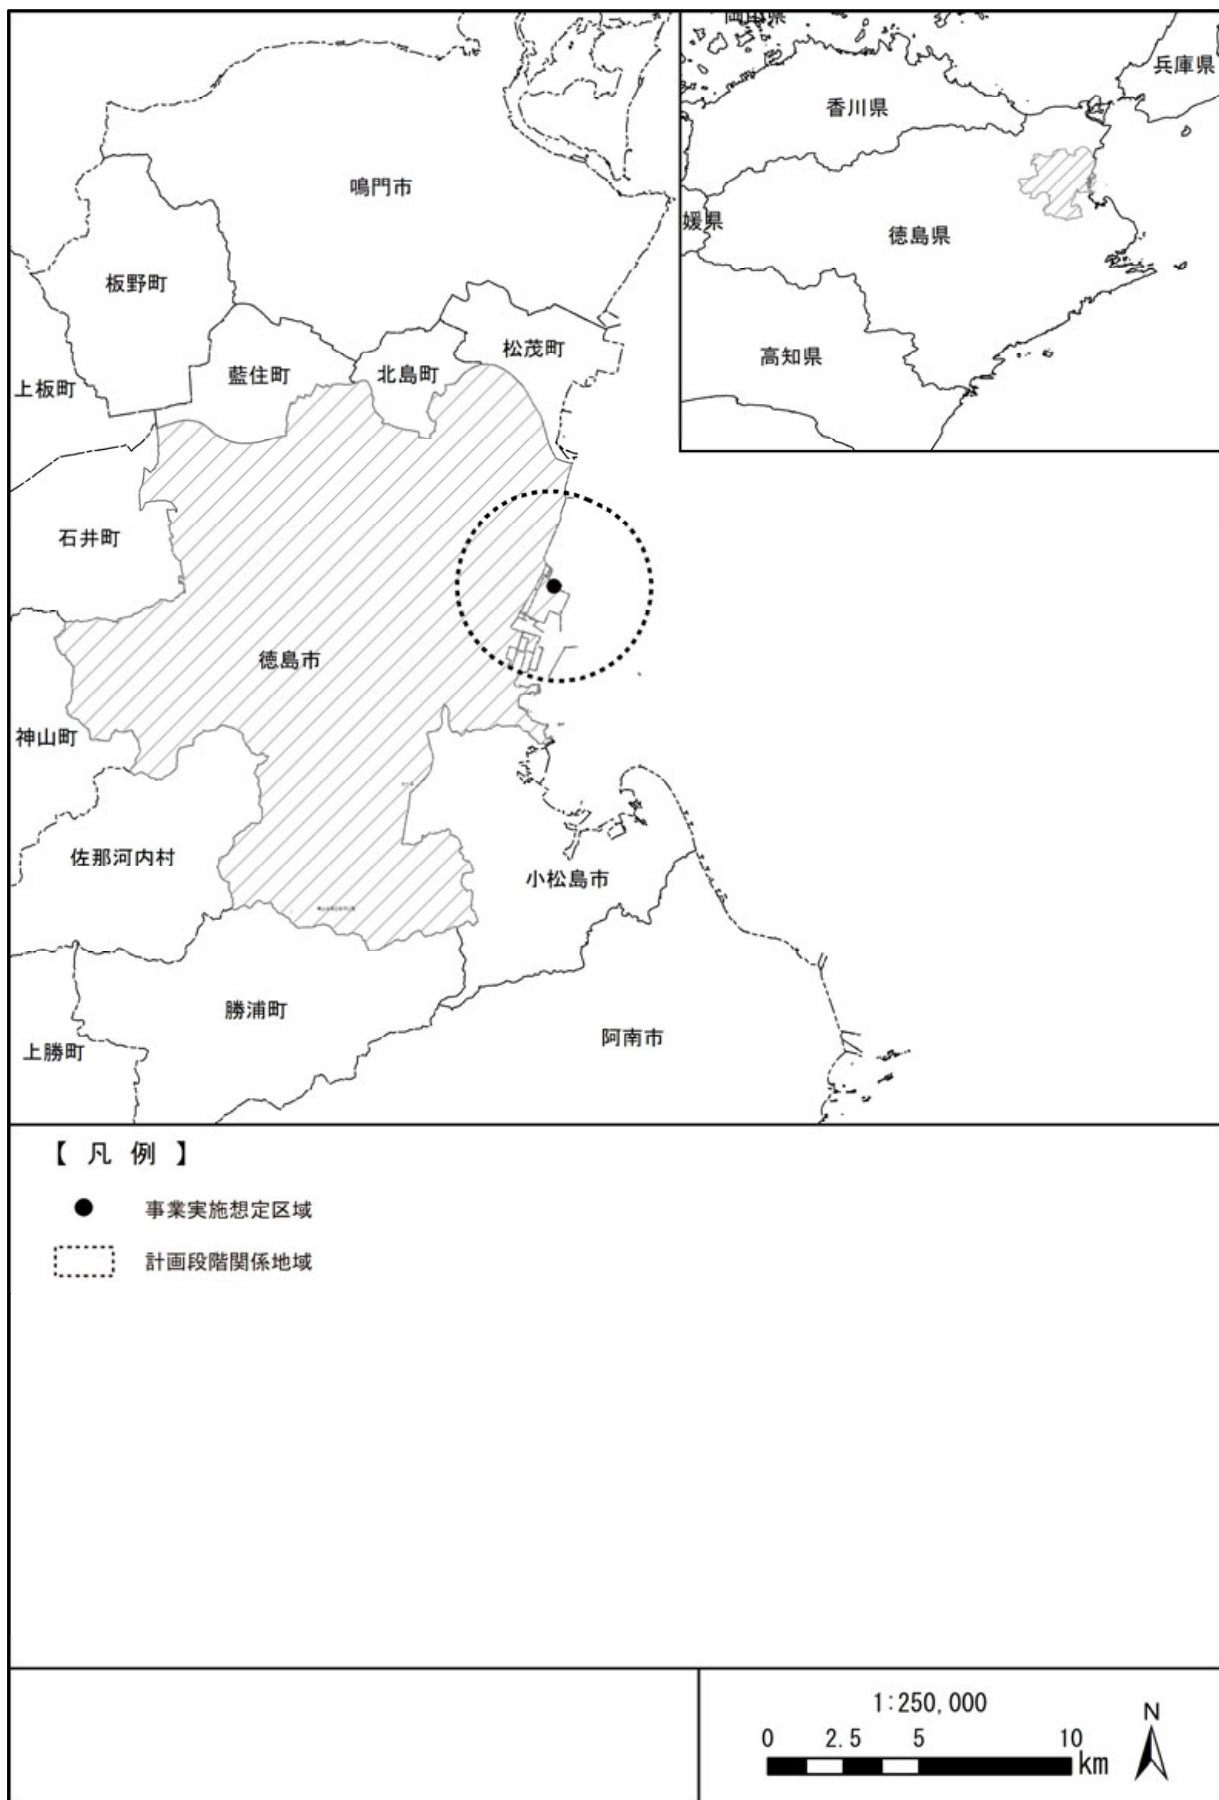 岡山県
兵庫県
香川県
媛県
徳島県
高知県
鳴門市
板野町
松茂町
藍住町
北島町
上板町
石井町
徳島市
神山町
佐那河内村
小松島市
勝浦町
阿南市
上勝町
【 凡 例 】
事業実施想定区域
計画段階関係地域
1:250,000
0 2.5 5 10
km
N